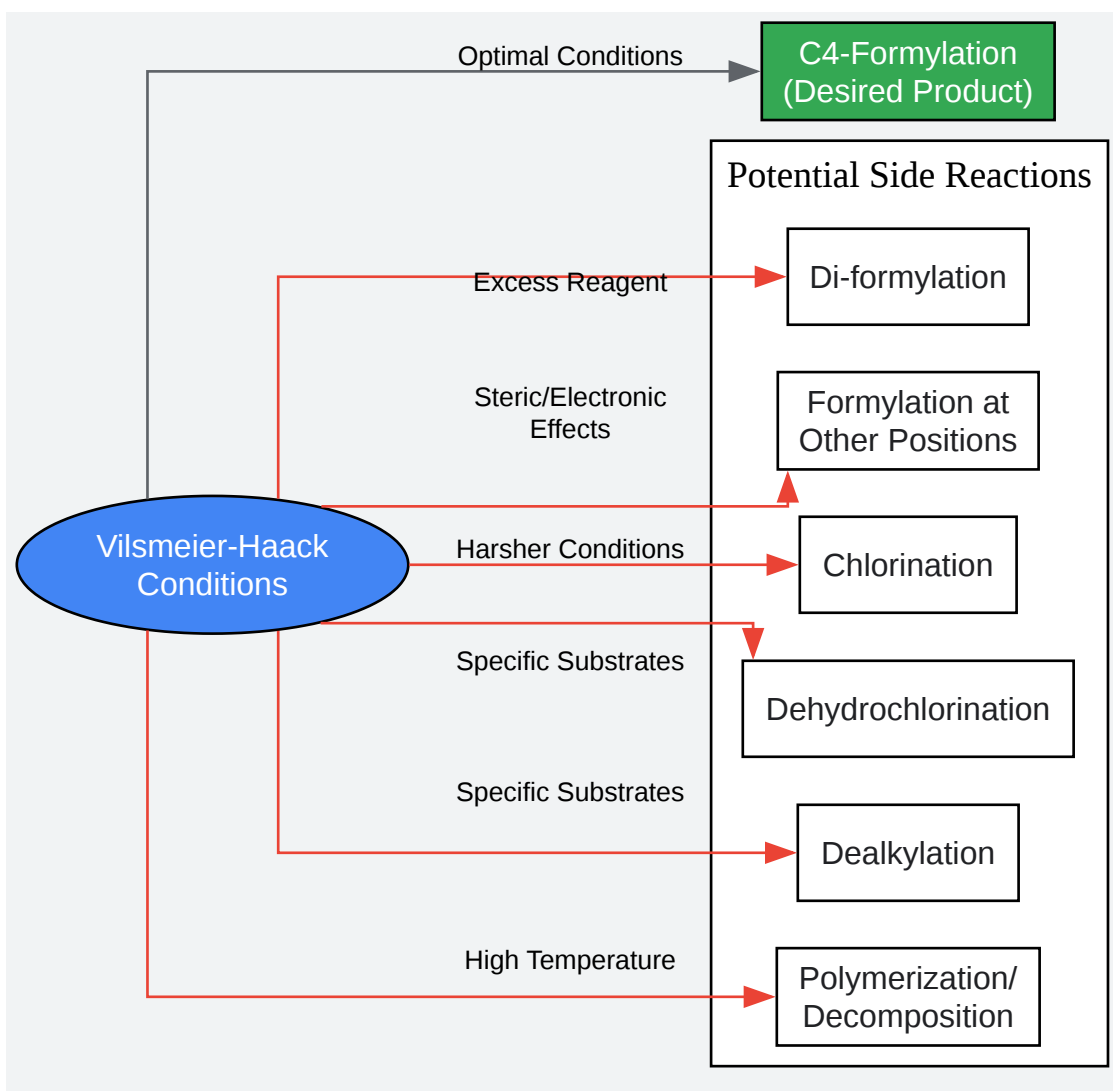 Optimal Conditions
C4-Formylation
(Desired Product)
Potential Side Reactions
Excess Reagent
Di-formylation
Steric/Electronic
Effects
Formylation at
Other Positions
Vilsmeier-Haack
Conditions
Harsher Conditions
Chlorination
Specific Substrates
Dehydrochlorination
Specific Substrates
Dealkylation
High Temperature
Polymerization/
Decomposition